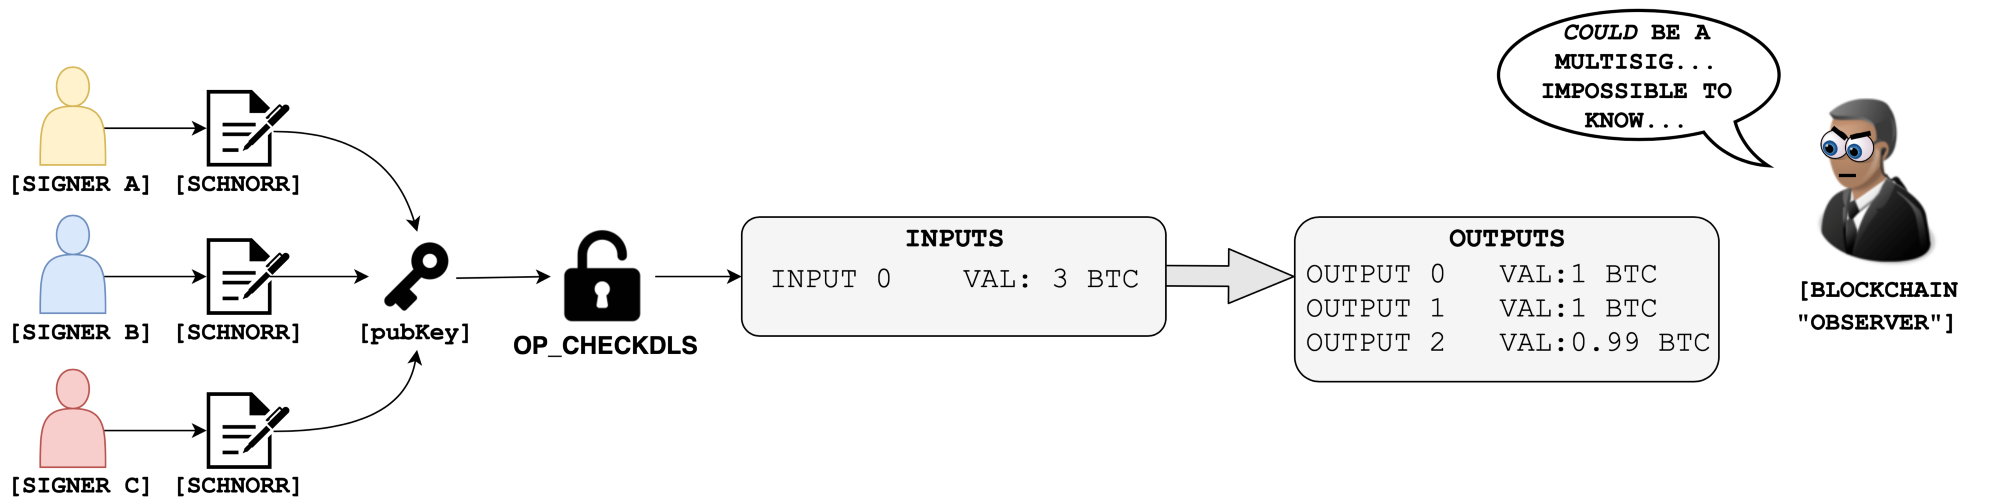 COULD BE A
MULTISIG...
IMPOSSIBLE TO
KNOW...
[SIGNER A] [SCHNORR]
[SIGNER B] [SCHNORR]
[SIGNER C] [SCHNORR]
[pubKey]
OP_CHECKDLS
INPUTS
INPUT 0 VAL: 3 BTC
OUTPUTS
OUTPUT 0 VAL:1 BTC
OUTPUT 1 VAL:1 BTC
OUTPUT 2 VAL:0.99 BTC
[BLOCKCHAIN
"OBSERVER"]